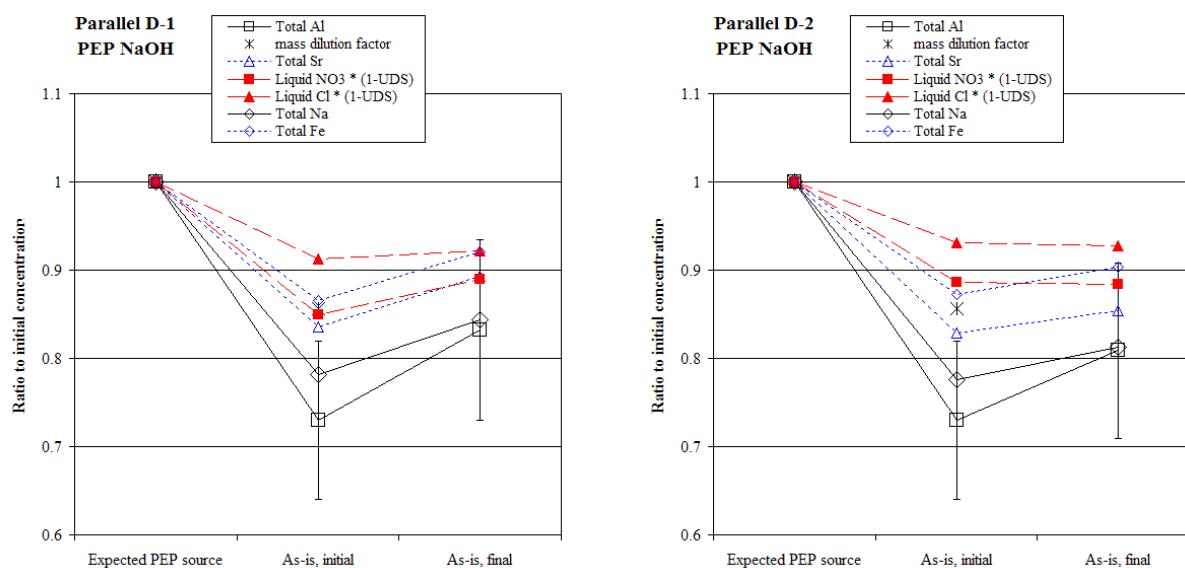 Parallel D-1
PEP NaOH
Total Al
mass dilution factor
Total Sr
Liquid NO3 * (1-UDS)
Liquid Cl * (1-UDS)
Total Na
Total Fe
Ratio to initial concentration
1.1
1
0.9
0.8
0.7
0.6
Expected PEP source
As-is, initial
As-is, final
Parallel D-2
PEP NaOH
Total Al
mass dilution factor
Total Sr
Liquid NO3 * (1-UDS)
Liquid Cl * (1-UDS)
Total Na
Total Fe
Ratio to initial concentration
1.1
1
0.9
0.8
0.7
0.6
Expected PEP source
As-is, initial
As-is, final